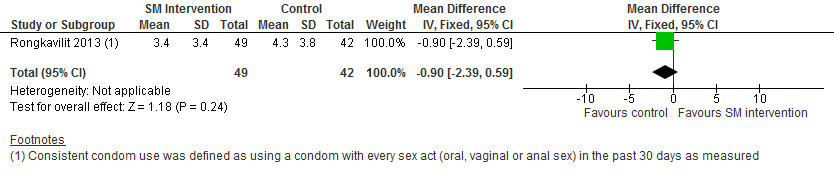 SM Intervention Control Mean Difference Mean Difference
Study or Subgroup Mean SD Total Mean SD Total Weight IV, Fixed, 95% CI IV, Fixed, 95% CI
Rongkavilit 2013 (1) 3.4 3.4 49 4.3 3.8 42 100.0% -0.90 [-2.39, 0.59]
Total (95% CI) 49 42 100.0% -0.90 [-2.39, 0.59]
Heterogeneity: Not applicable
Test for overall effect: Z = 1.18 (P = 0.24)
-10 -5 0 5 10
Favours control Favours SM intervention
Footnotes
(1) Consistent condom use was defined as using a condom with every sex act (oral, vaginal or anal sex) in the past 30 days as measured